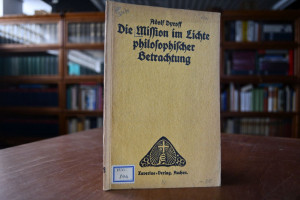 Adolf Dyroff
Die Mission im Lichte
philosophischer
Betrachtung
Xaverius-Verlag, Aachen.